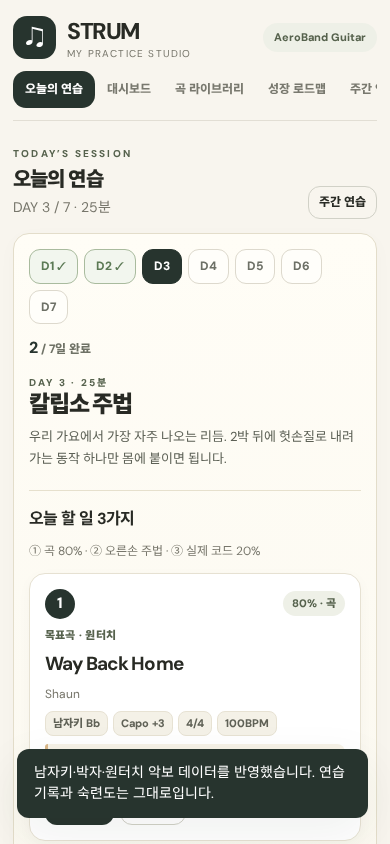 STRUM
MY PRACTICE STUDIO
AeroBand Guitar
오늘의 연습 대시보드 곡 라이브러리 성장 로드맵 주간
TODAY'S SESSION
오늘의 연습
DAY 3 / 7 · 25분
주간 연습
D1✓ D2✓ D3 D4 D5 D6
D7
2 / 7일 완료
DAY 3 · 25분
칼립소 주법
우리 가요에서 가장 자주 나오는 리듬. 2박 뒤에 헛손질로 내려
가는 동작 하나만 몸에 붙이면 됩니다.
오늘 할 일 3가지
① 곡 80% · ② 오른손 주법 · ③ 실제 코드 20%
1 80% · 곡
목표곡 · 원터치
Way Back Home
Shaun
남자키 Bb Capo +3 4/4 100BPM
남자키·박자·원터치 악보 데이터를 반영했습니다. 연습
기록과 숙련도는 그대로입니다.